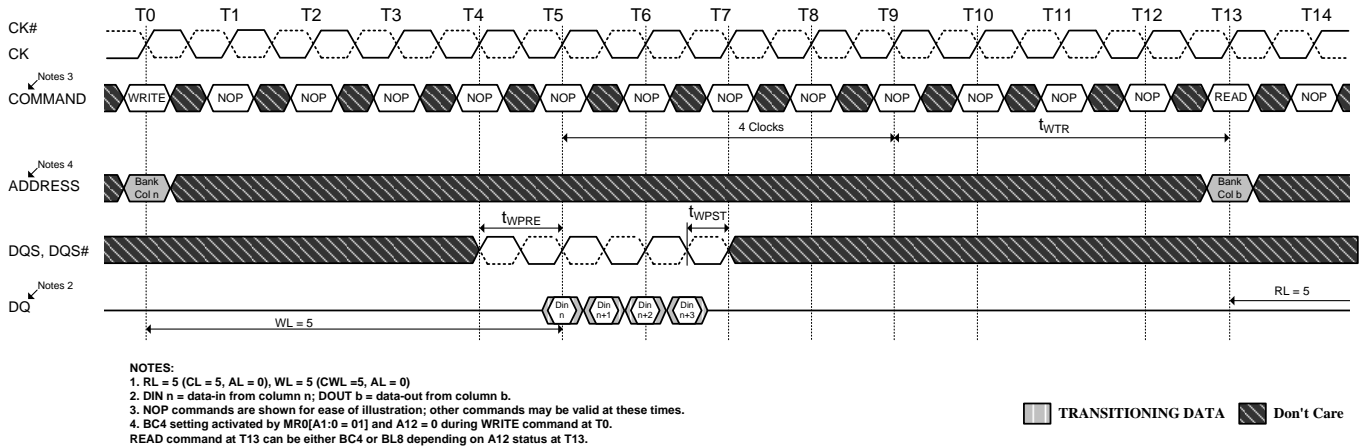 T0 T1 T2 T3 T4 T5 T6 T7 T8 T9 T10 T11 T12 T13 T14
CK#
CK
Notes 3
COMMAND
WRITE NOP NOP NOP NOP NOP NOP NOP NOP NOP NOP NOP NOP READ NOP
4 Clocks tWTR
Notes 4
ADDRESS
Bank
Col n
Bank
Col b
tWPRE tWPST
DQS, DQS#
Notes 2
DQ
Din
n
Din
n+1
Din
n+2
Din
n+3
RL = 5
WL = 5
NOTES:
1. RL = 5 (CL = 5, AL = 0), WL = 5 (CWL =5, AL = 0)
2. DIN n = data-in from column n; DOUT b = data-out from column b.
3. NOP commands are shown for ease of illustration; other commands may be valid at these times.
4. BC4 setting activated by MR0[A1:0 = 01] and A12 = 0 during WRITE command at T0.
READ command at T13 can be either BC4 or BL8 depending on A12 status at T13.
TRANSITIONING DATA Don't Care